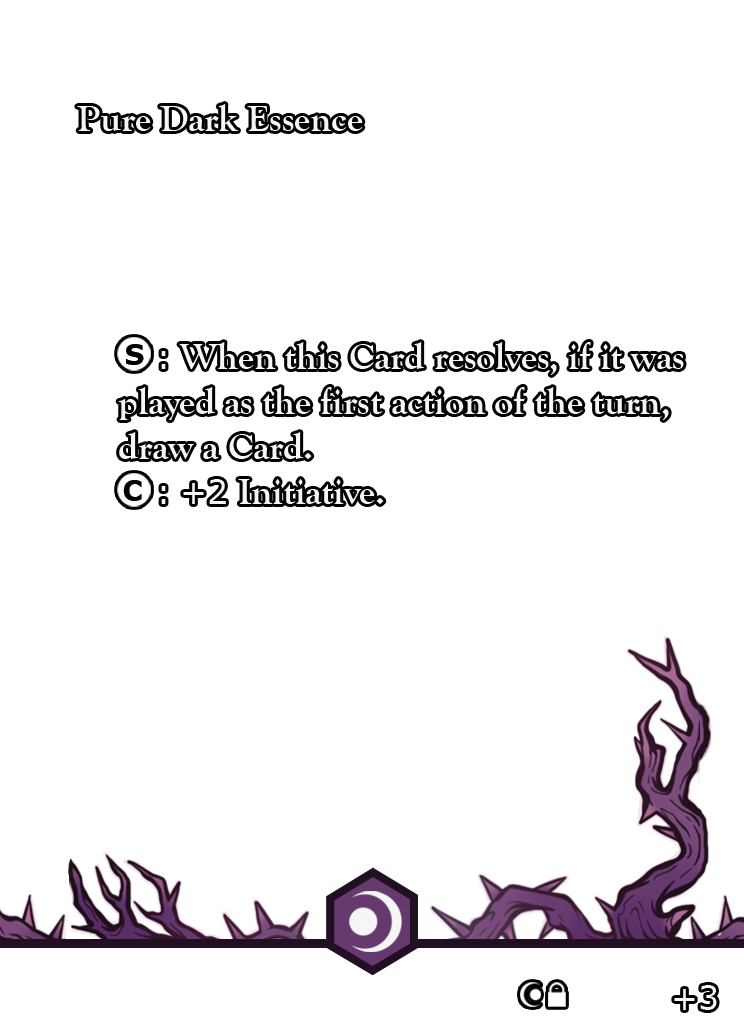 Pure Dark Essence
Ⓢ: When this Card resolves, if it was
played as the first action of the turn,
draw a Card.
Ⓒ: +2 Initiative.
+3